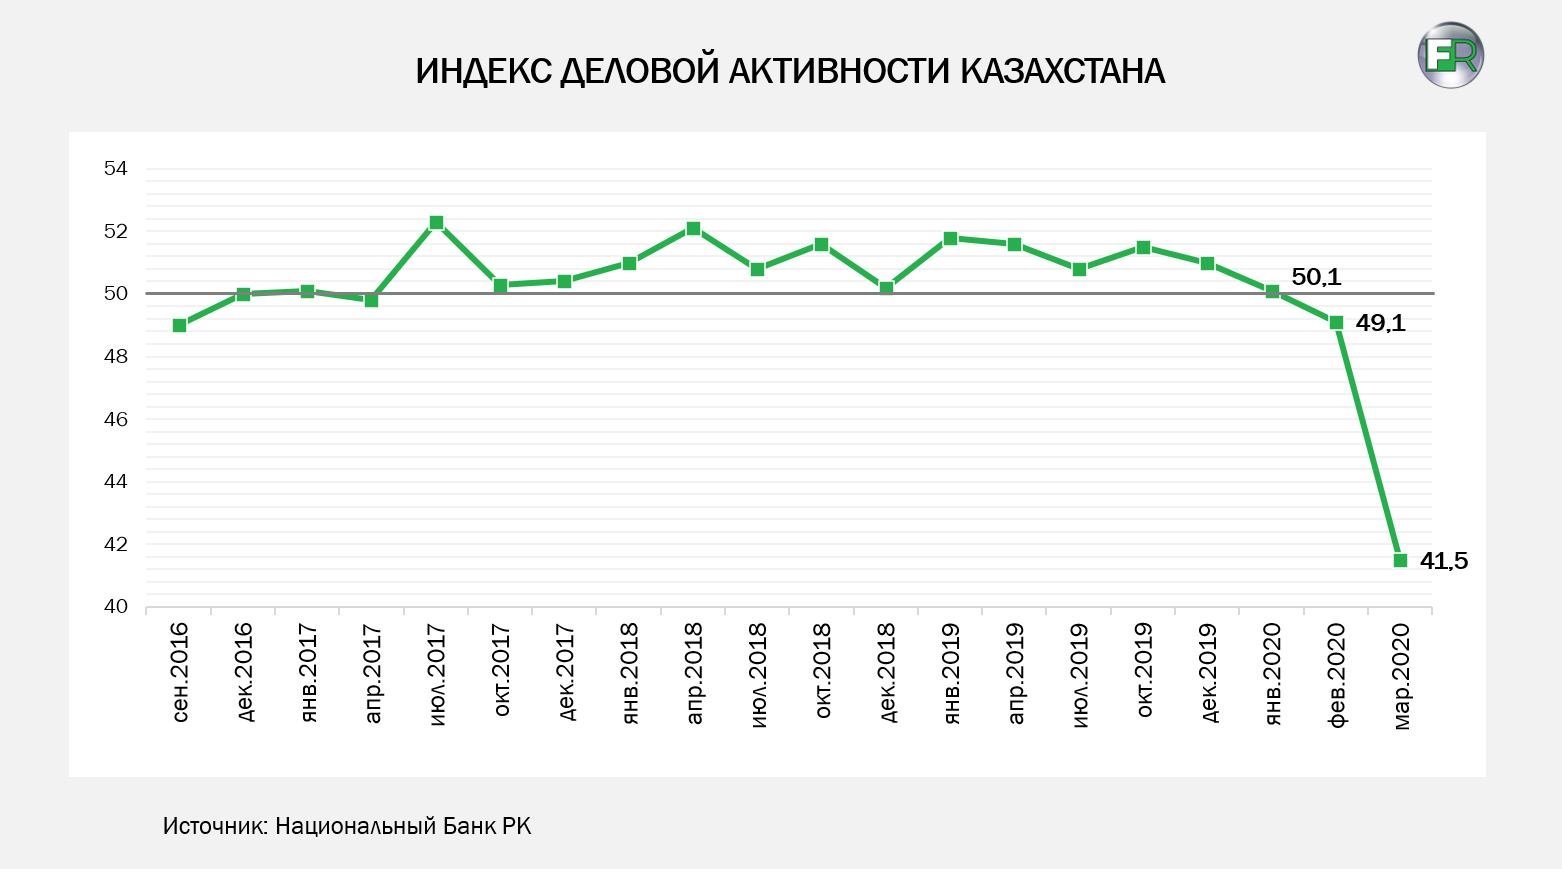 ИНДЕКС ДЕЛОВОЙ АКТИВНОСТИ КАЗАХСТАНА
ER
54
52
50
48
46
44
42
40
50,1
49,1
41,5
сен.2016
дек.2016
янв.2017
апр.2017
июл.2017
окт.2017
дек.2017
янв.2018
апр.2018
июл.2018
окт.2018
дек.2018
янв.2019
апр.2019
июл.2019
окт.2019
дек.2019
янв.2020
фев.2020
мар.2020
Источник: Национальный Банк РК